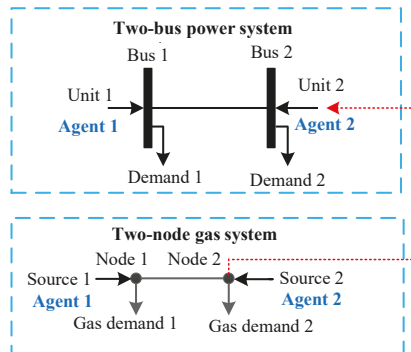 Two-bus power system
Bus 1
Bus 2
Unit 1
Unit 2
Agent 1
Agent 2
Demand 1
Demand 2
Two-node gas system
Node 1
Node 2
Source 1
Source 2
Agent 1
Agent 2
Gas demand 1
Gas demand 2